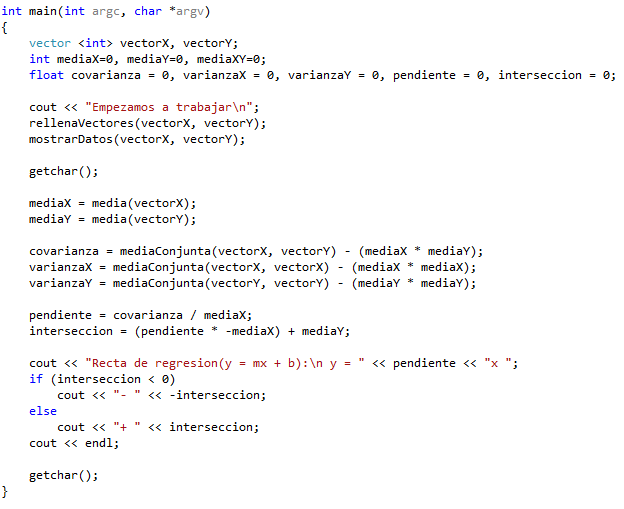 int main(int argc, char *argv)
{
    vector <int> vectorX, vectorY;
    int mediaX=0, mediaY=0, mediaXY=0;
    float covarianza = 0, varianzaX = 0, varianzaY = 0, pendiente = 0, interseccion = 0;
    cout << "Empezamos a trabajar\n";
    rellenaVectores(vectorX, vectorY);
    mostrarDatos(vectorX, vectorY);
    getchar();
    mediaX = media(vectorX);
    mediaY = media(vectorY);
    covarianza = mediaConjunta(vectorX, vectorY) - (mediaX * mediaY);
    varianzaX = mediaConjunta(vectorX, vectorX) - (mediaX * mediaX);
    varianzaY = mediaConjunta(vectorY, vectorY) - (mediaY * mediaY);
    pendiente = covarianza / mediaX;
    interseccion = (pendiente * -mediaX) + mediaY;
    cout << "Recta de regresion(y = mx + b):\n y = " << pendiente << "x ";
    if (interseccion < 0)
        cout << "- " << -interseccion;
    else
        cout << "+ " << interseccion;
    cout << endl;
    getchar();
}